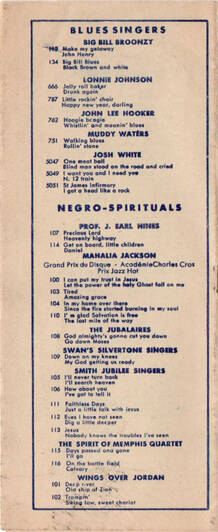 BLUES SINGERS
BIG BILL BROONZY
Make my getaway
John Henry
134 Big Bill Blues
Black Brown and white
LONNIE JOHNSON
666 Jelly roll baker
Drunk again
787 Little rockin' chair
Happy new year, darling
JOHN LEE HOOKER
762 Hoogie boogie
Whistlin' and moanin' blues
MUDDY WATERS
751 Walking blues
Rollin' stone
JOSH WHITE
5047 One meat ball
Blind man stood on the road and cried
5049 I want you and I need you
N. 12 train
5051 St James Infirmary
I got a head like a rock
NEGRO-SPIRITUALS
PROF. J. EARL HINES
107 Precious Lord
Heavenly highway
114 Get on board, little children
Daniel
MAHALIA JACKSON
Grand Prix du Disque - Académie Charles Cros
Prix Jazz Hot
100 I can put my trust in Jesus
Let the power of the holy Ghost fall on me
103 Tired
Amazing grace
104 In my home over there
Since the fire started burning in my soul
110 I'm glad Salvation is free
The last mile of the way
THE JUBALAIRES
108 God almighty's gonna cut you down
Go down Moses
SWAN'S SILVERTONE SINGERS
109 Down on my knees
My God getting us ready
SMITH JUBILEE SINGERS
105 I'll never turn back
I'll search heaven
106 How about you
I've got to tell it
111 Faithless Days
Just a little talk with Jesus
112 Eyes I have not seen
Dig a little deeper
113 Jesus
Nobody knows the troubles I've seen
THE SPIRIT OF MEMPHIS QUARTET
115 Days passed and gone
I'll go
116 On the battle field
Calvary
WINGS OVER JORDAN
101 Deep river
Old ship of Zion
102 Trampin'
Swing low, sweet chariot